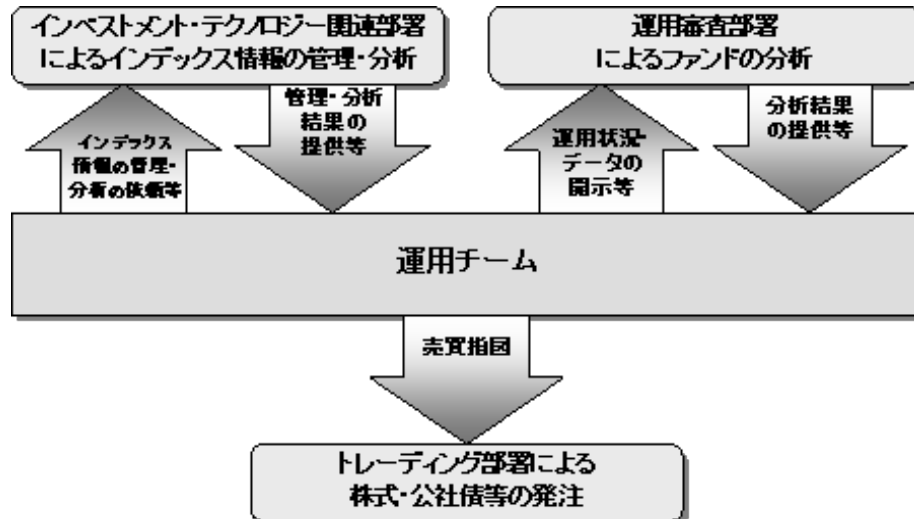 インベストメント・テクノロジー関連部署
によるインデックス情報の管理・分析
運用審査部署
によるファンドの分析
インデックス
情報の管理・
分析の依頼等
管理・分析
結果の
提供等
運用状況・
データの
開示等
分析結果
の提供等
運用チーム
売買指図
トレーディング部署による
株式・公社債等の発注